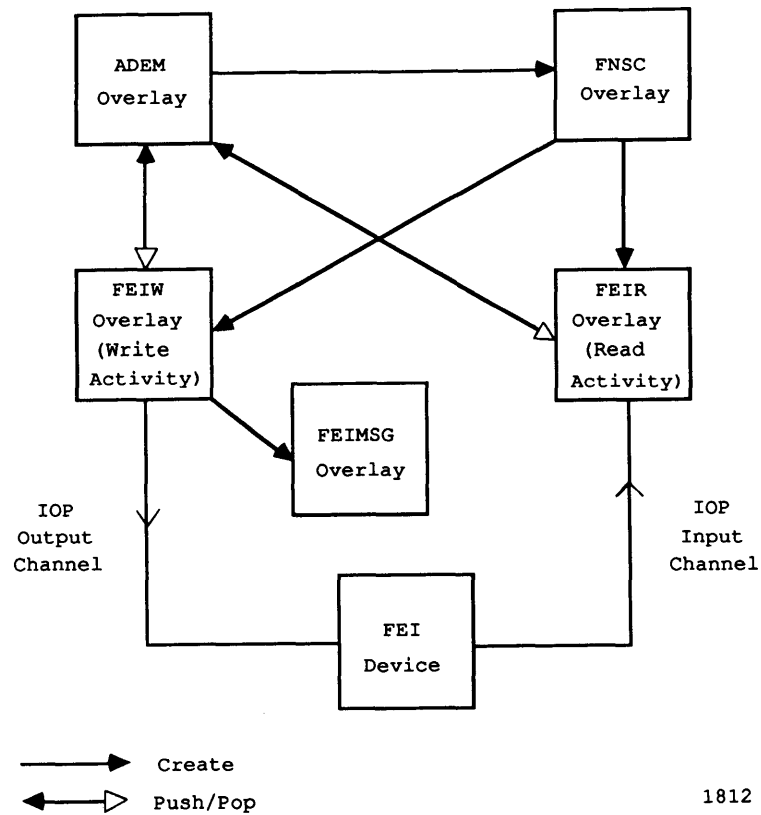 ADEM
Overlay
FNSC
Overlay
FEIW
Overlay
(Write
Activity)
FEIR
Overlay
(Read
Activity)
FEIMSG
Overlay
IOP
Output
Channel
IOP
Input
Channel
FEI
Device
Create
Push/Pop
1812